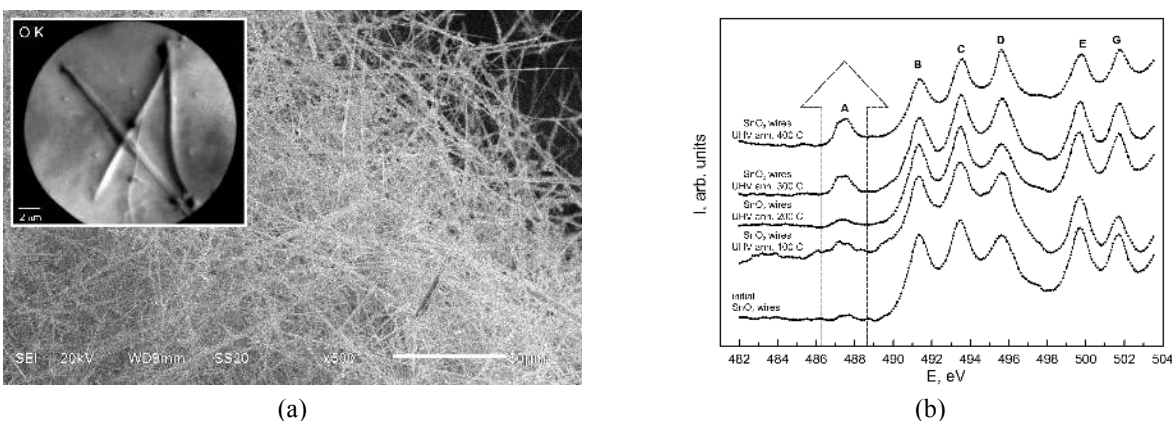 O K
2 μm
SEI 20kV WD9mm SS20 x500 50μm
(a)
I, arb. units
A
B
C
D
E
G
SnO₂ wires
UHV ann. 400 C
SnO₂ wires
UHV ann. 300 C
SnO₂ wires
UHV ann. 200 C
SnO₂ wires
UHV ann. 100 C
initial
SnO₂ wires
482 484 486 488 490 492 494 496 498 500 502 504
E, eV
(b)